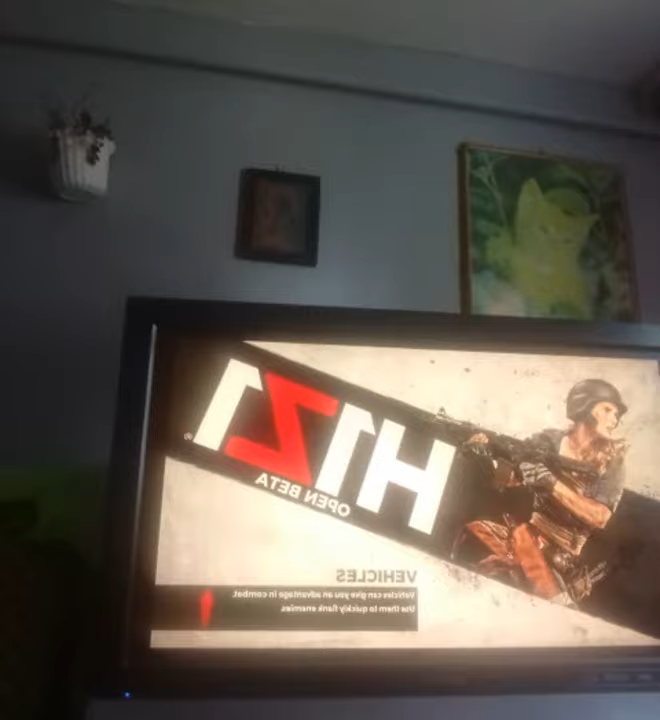 H1Z1®
OPEN BETA
VEHICLES
Vehicles can give you an advantage in combat.
Use them to quickly flank enemies.